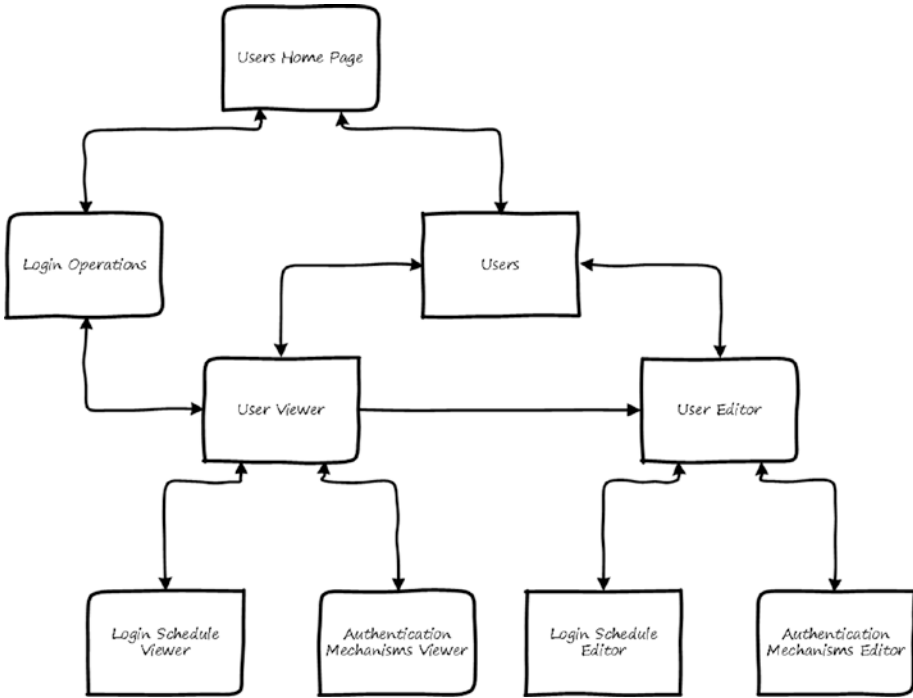 Users Home Page
Login Operations
Users
User Viewer
User Editor
Login Schedule
Viewer
Authentication
Mechanisms Viewer
Login Schedule
Editor
Authentication
Mechanisms Editor